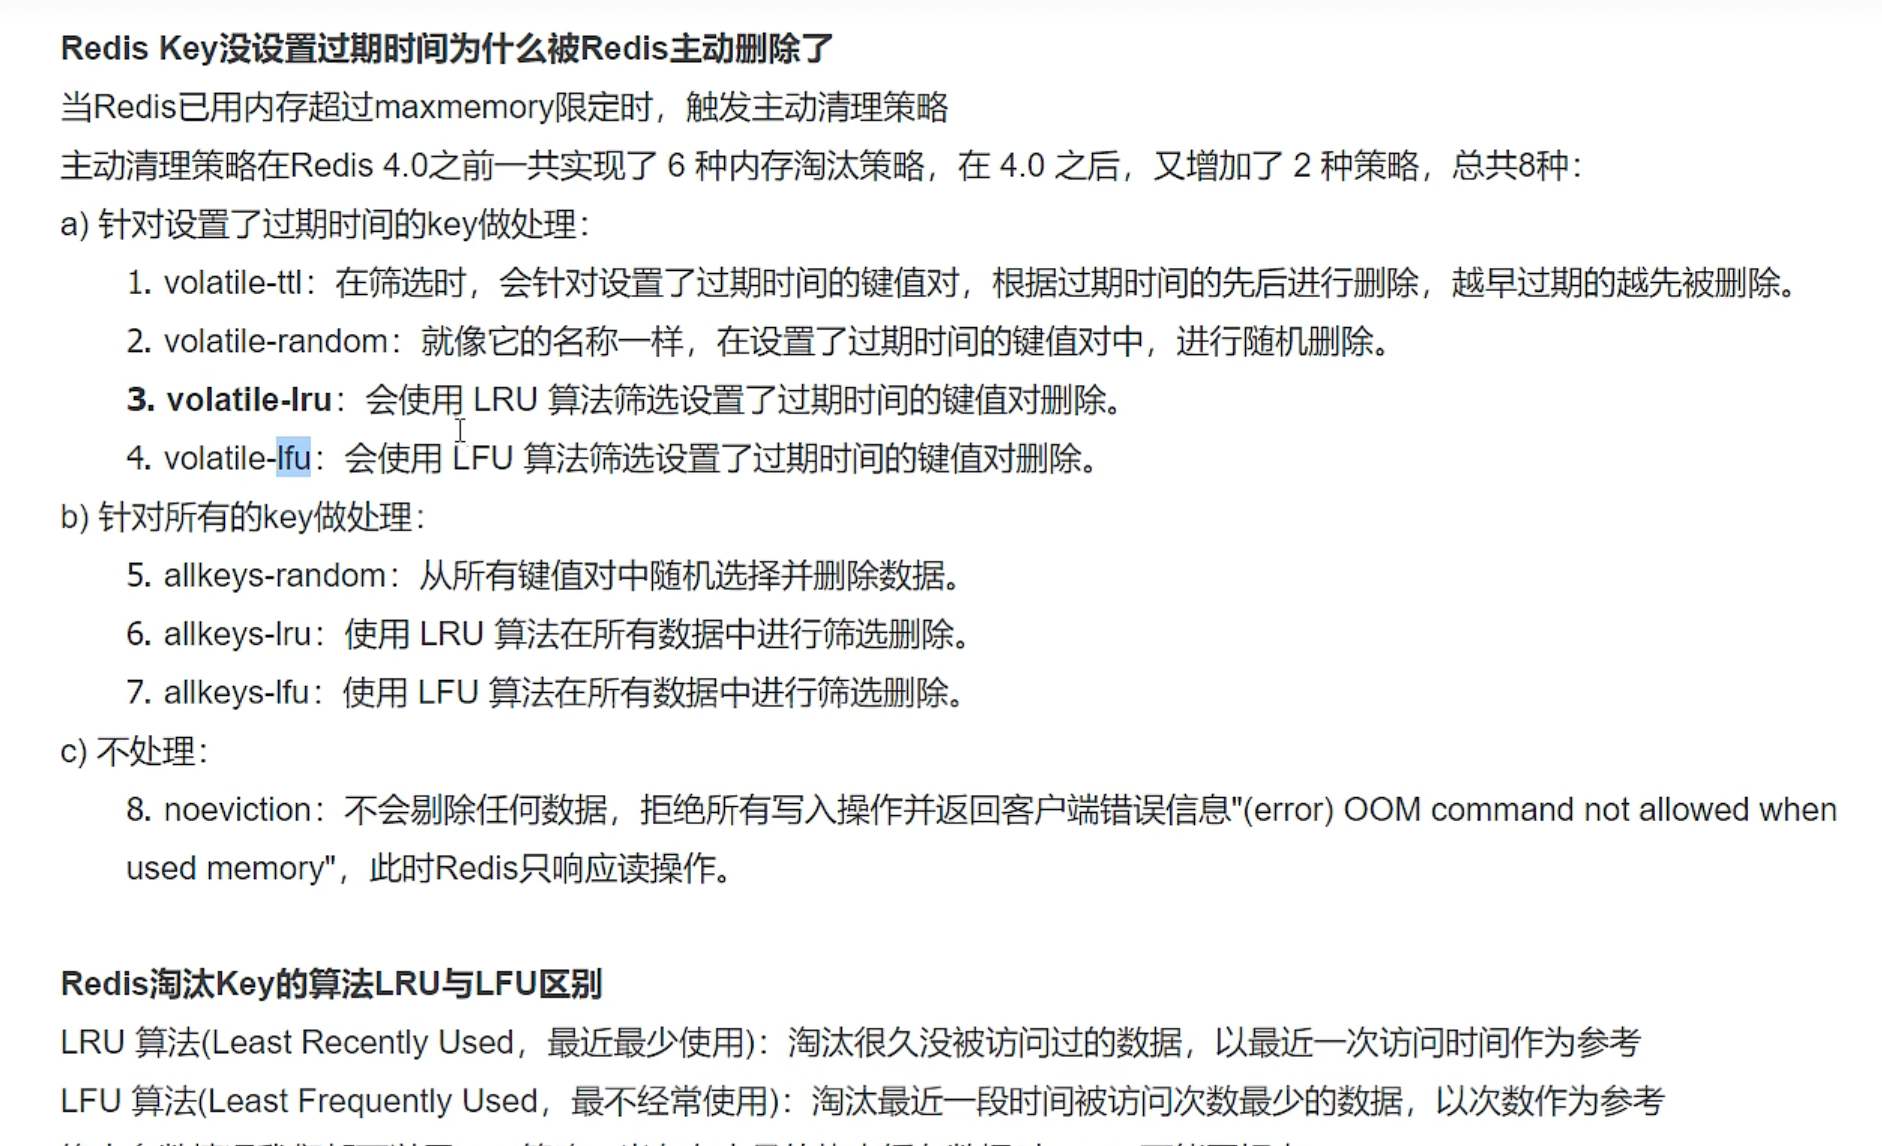 Redis Key没设置过期时间为什么被Redis主动删除了
当Redis已用内存超过maxmemory限定时，触发主动清理策略
主动清理策略在Redis 4.0之前一共实现了 6 种内存淘汰策略，在 4.0 之后，又增加了 2 种策略，总共8种：
a) 针对设置了过期时间的key做处理：
1. volatile-ttl：在筛选时，会针对设置了过期时间的键值对，根据过期时间的先后进行删除，越早过期的越先被删除。
2. volatile-random：就像它的名称一样，在设置了过期时间的键值对中，进行随机删除。
3. volatile-lru：会使用 LRU 算法筛选设置了过期时间的键值对删除。
4. volatile-lfu：会使用 LFU 算法筛选设置了过期时间的键值对删除。
b) 针对所有的key做处理：
5. allkeys-random：从所有键值对中随机选择并删除数据。
6. allkeys-lru：使用 LRU 算法在所有数据中进行筛选删除。
7. allkeys-lfu：使用 LFU 算法在所有数据中进行筛选删除。
c) 不处理：
8. noeviction：不会剔除任何数据，拒绝所有写入操作并返回客户端错误信息"(error) OOM command not allowed when
used memory"，此时Redis只响应读操作。
Redis淘汰Key的算法LRU与LFU区别
LRU 算法(Least Recently Used，最近最少使用)：淘汰很久没被访问过的数据，以最近一次访问时间作为参考
LFU 算法(Least Frequently Used，最不经常使用)：淘汰最近一段时间被访问次数最少的数据，以次数作为参考